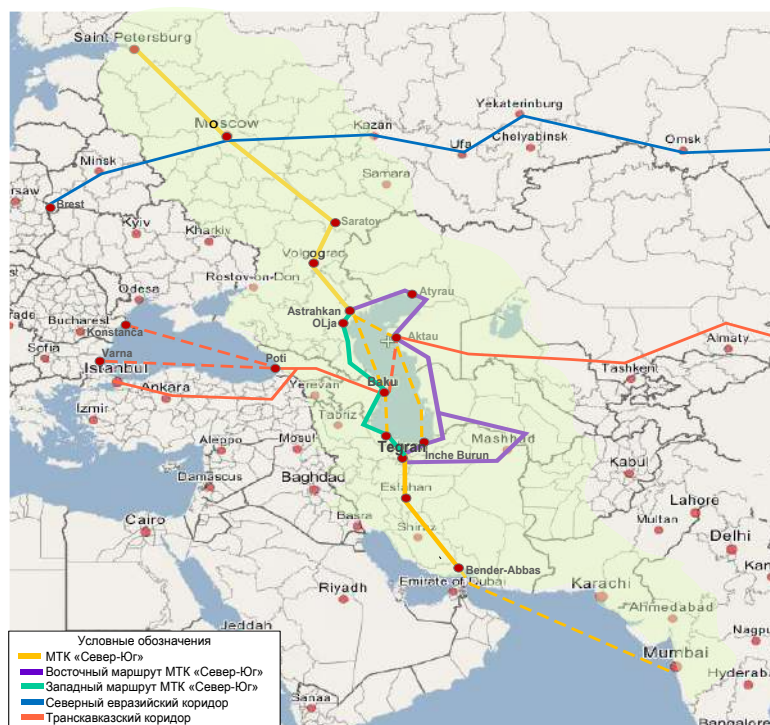 Saint Petersburg
Yekaterinburg
Moscow
Kazan
Ufa
Chelyabinsk
Omsk
Minsk
Samara
Brest
Saratov
Kyiv
Kharkiv
Volgograd
Rostov-on-Don
Atyrau
Odesa
Astrahkan
OLja
Bucharest
Konstanca
Aktau
Sofia
Varna
Poti
Almaty
Istanbul
Tashkent
Ankara
Yerevan
Baku
Izmir
Tabriz
Tegran
Mashhad
Aleppo
Mosul
Inche Burun
Kabul
Damascus
Baghdad
Esfahan
Lahore
Multan
Cairo
Basra
Shiraz
Delhi
Bender-Abbas
Emirate of Dubai
Riyadh
Karachi
Ahmedabad
Jeddah
Nagpu
Mumbai
Hyderab
Sanaa
Bangalore
Условные обозначения
МТК «Север-Юг»
Восточный маршрут МТК «Север-Юг»
Западный маршрут МТК «Север-Юг»
Северный евразийский коридор
Транскавказский коридор